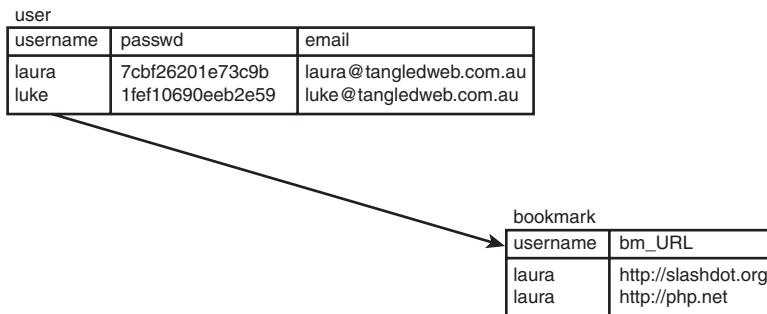 user
username passwd email
laura 7cbf26201e73c9b laura@tangledweb.com.au
luke 1fef10690eeb2e59 luke@tangledweb.com.au
bookmark
username bm_URL
laura http://slashdot.org
laura http://php.net